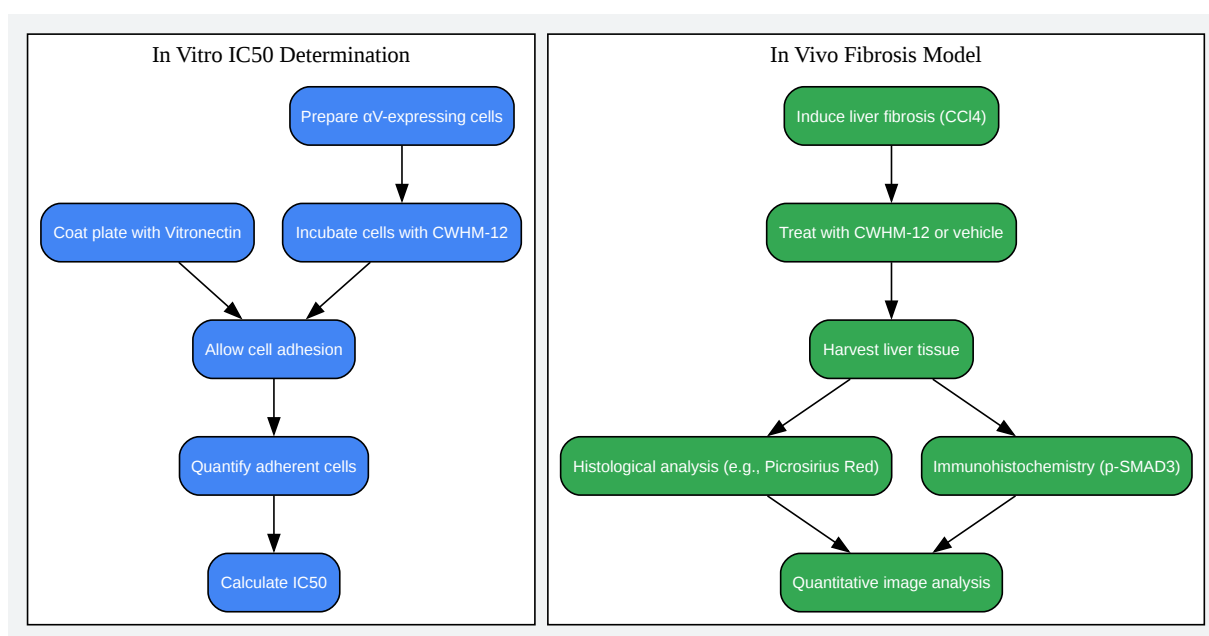 In Vitro IC50 Determination
Prepare αV-expressing cells
Coat plate with Vitronectin
Incubate cells with CWHM-12
Allow cell adhesion
Quantify adherent cells
Calculate IC50
In Vivo Fibrosis Model
Induce liver fibrosis (CCl4)
Treat with CWHM-12 or vehicle
Harvest liver tissue
Histological analysis (e.g., Picrosirius Red)
Immunohistochemistry (p-SMAD3)
Quantitative image analysis